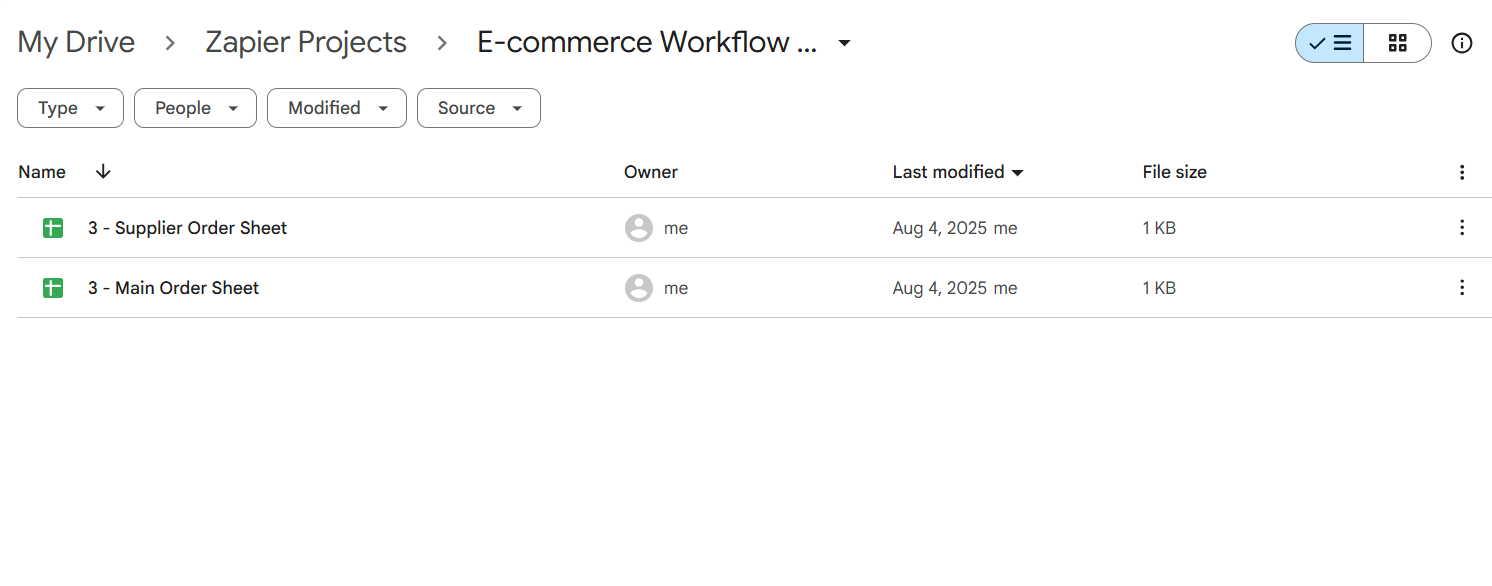 My Drive > Zapier Projects > E-commerce Workflow ...
Type People Modified Source
Name Owner Last modified File size
3 - Supplier Order Sheet me Aug 4, 2025 me 1 KB
3 - Main Order Sheet me Aug 4, 2025 me 1 KB